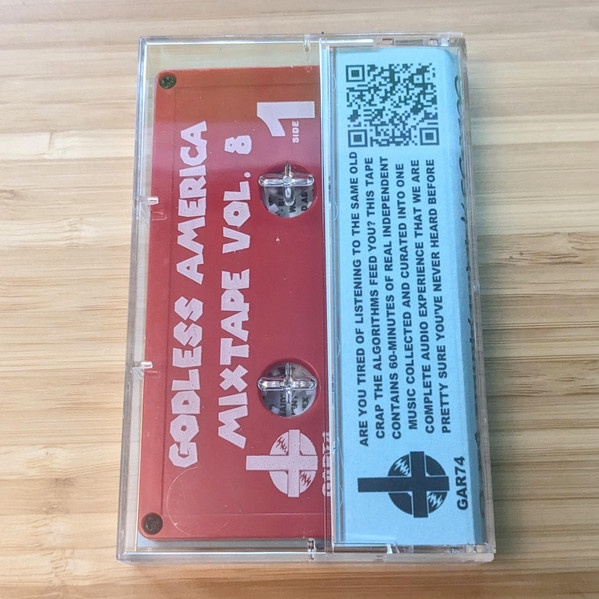 GODLESS AMERICA
MIXTAPE VOL. 8
SIDE
1
GAR74
ARE YOU TIRED OF LISTENING TO THE SAME OLD
CRAP THE ALGORITHMS FEED YOU? THIS TAPE
CONTAINS 60-MINUTES OF REAL INDEPENDENT
MUSIC COLLECTED AND CURATED INTO ONE
COMPLETE AUDIO EXPERIENCE THAT WE ARE
PRETTY SURE YOU'VE NEVER HEARD BEFORE
GAR74